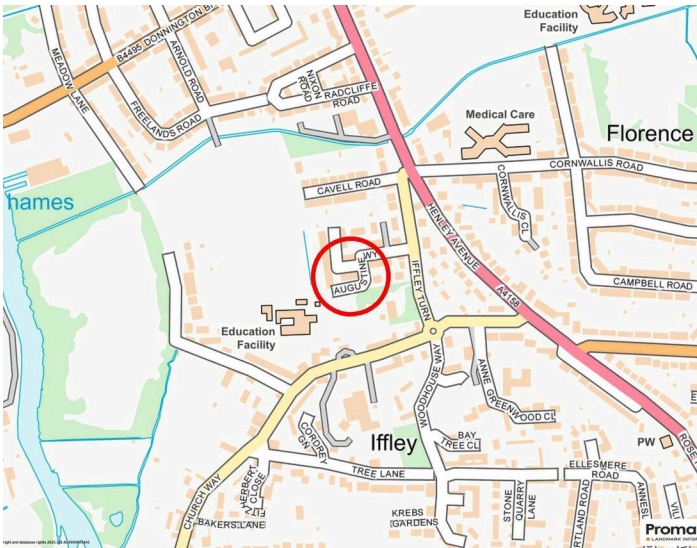 Education
Facility
B4495 DONNINGTON B
MEADOW LANE
ARNOLD ROAD
FREELANDS ROAD
NIXON
ROAD
RADCLIFFE
ROAD
Medical Care
Florence
CORNWALLIS ROAD
CAVELL ROAD
CORNWALLIS CL
hames
HENLEY AVENUE
A4158
IFFLEY TURN
AUGUSTINE WY
CAMPBELL ROAD
Education
Facility
WOODHOUSE WAY
ANNE GREENWOOD CL
Iffley
BAY
TREE CL
CORDREY
GN
CHURCH WAY
TREE LANE
ELLESMERE
ROAD
PW
ROSE
HERBERT
CLOSE
BAKERS LANE
KREBS
GARDENS
STONE
QUARRY
LANE
RTLAND ROAD
ANNESL
VIL
Proma
LANDMARK INFO